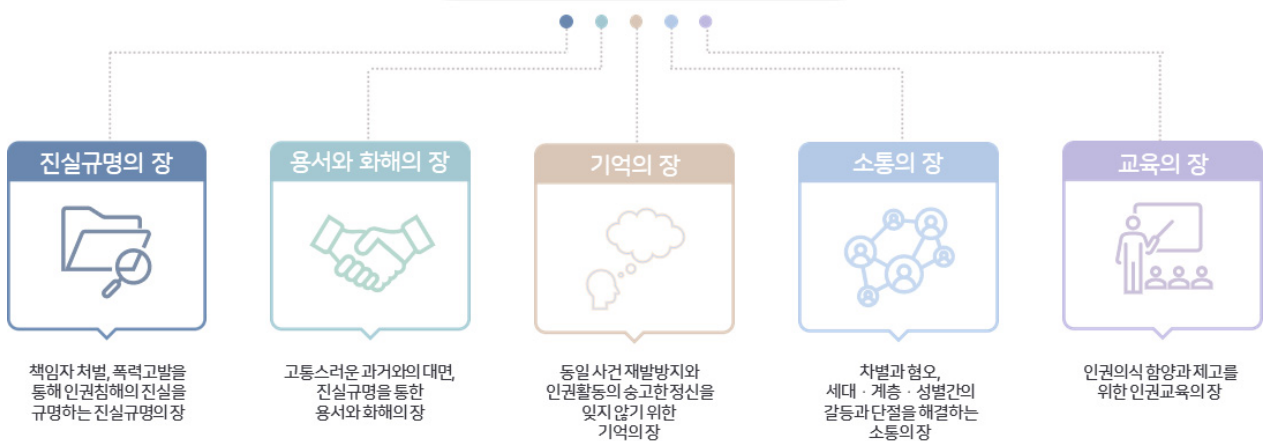 진실규명의 장
용서와 화해의 장
기억의 장
소통의 장
교육의 장
책임자 처벌, 폭력고발을
통해 인권침해의 진실을
규명하는 진실규명의 장
고통스러운 과거와의 대면,
진실규명을 통한
용서와 화해의 장
동일 사건 재발방지와
인권활동의 숭고한 정신을
잊지 않기 위한
기억의 장
차별과 혐오,
세대 · 계층 · 성별간의
갈등과 단절을 해결하는
소통의 장
인권의식 함양과 제고를
위한 인권교육의 장